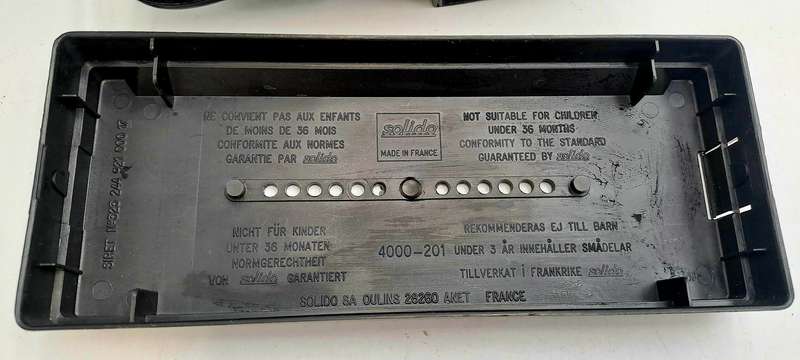 NE CONVIENT PAS AUX ENFANTS
DE MOINS DE 36 MOIS
CONFORMITE AUX NORMES
GARANTIE PAR solido
solido
MADE IN FRANCE
NOT SUITABLE FOR CHILDREN
UNDER 36 MONTHS
CONFORMITY TO THE STANDARD
GUARANTEED BY solido
NICHT FÜR KINDER
UNTER 36 MONATEN
NORMGERECHTHEIT
VON solido GARANTIERT
4000-201
REKOMMENDERAS EJ TILL BARN
UNDER 3 ÅR INNEHÅLLER SMÅDELAR
TILLVERKAT I FRANKRIKE solido
SOLIDO SA OULINS 28260 ANET FRANCE
SIRET